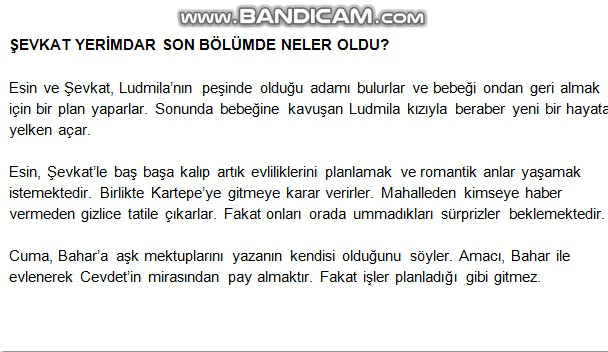 www.BANDICAM.com
ŞEVKAT YERİMDAR SON BÖLÜMDE NELER OLDU?
Esin ve Şevkat, Ludmila’nın peşinde olduğu adamı bulurlar ve bebeği ondan geri almak
için bir plan yaparlar. Sonunda bebeğine kavuşan Ludmila kızıyla beraber yeni bir hayata
yelken açar.
Esin, Şevkat’le baş başa kalıp artık evliliklerini planlamak ve romantik anlar yaşamak
istemektedir. Birlikte Kartepe’ye gitmeye karar verirler. Mahalleden kimseye haber
vermeden gizlice tatile çıkarlar. Fakat onları orada ummadıkları sürprizler beklemektedir.
Cuma, Bahar’a aşk mektuplarını yazanın kendisi olduğunu söyler. Amacı, Bahar ile
evlenerek Cevdet’in mirasından pay almaktır. Fakat işler planladığı gibi gitmez.